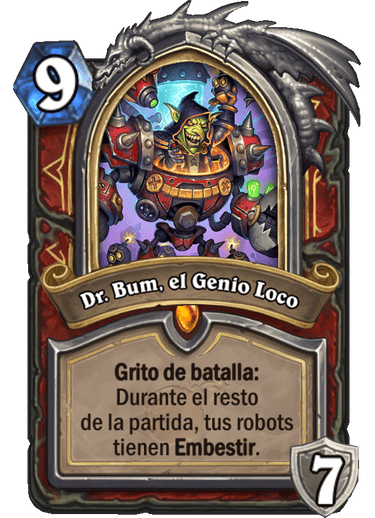 9
Dr. Bum, el Genio Loco
Grito de batalla:
Durante el resto
de la partida, tus robots
tienen Embestir.
7